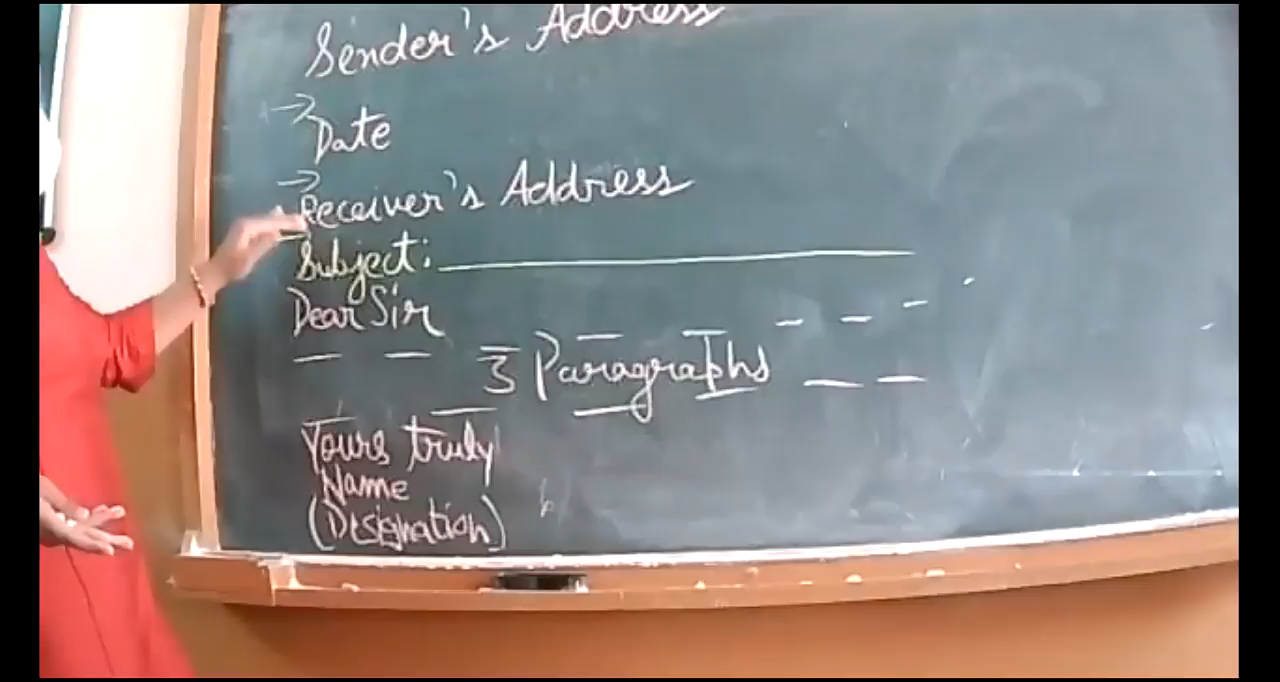 Sender's Address
→ Date
→ Receiver's Address
Subject: ___________
Dear Sir
3 Paragraphs
Yours truly
Name
(Designation)